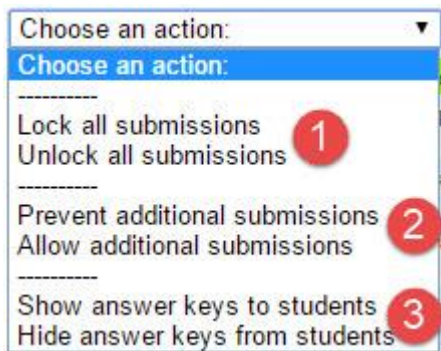 Choose an action:
Choose an action:
----------
Lock all submissions
Unlock all submissions
1
----------
Prevent additional submissions
Allow additional submissions
2
----------
Show answer keys to students
Hide answer keys from students
3